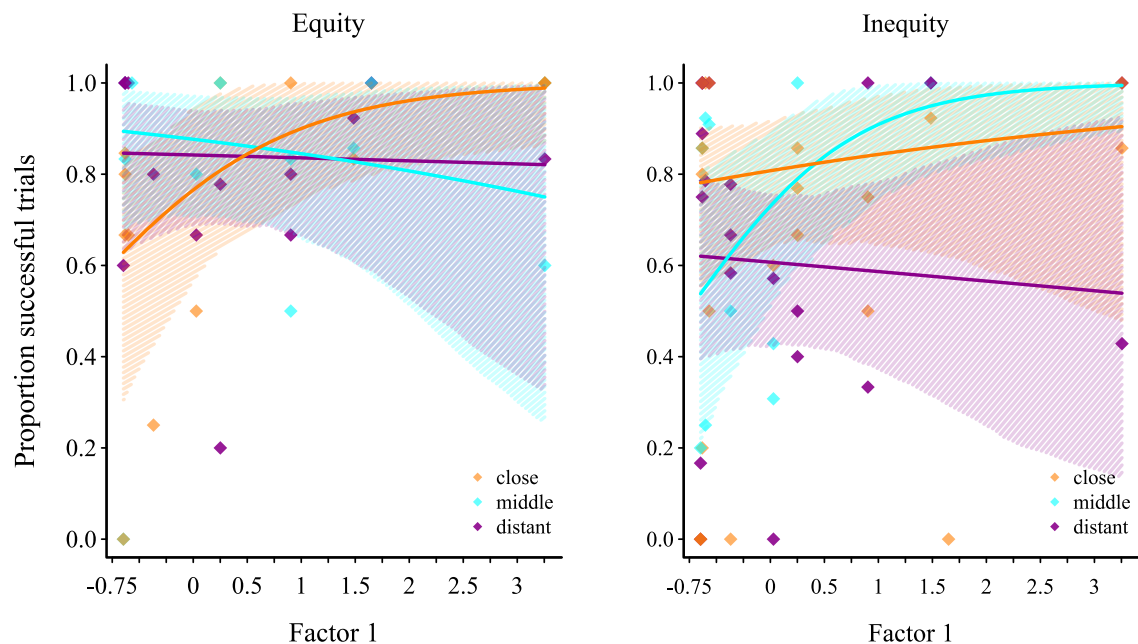 Equity
Inequity
Proportion successful trials
1.0
0.8
0.6
0.4
0.2
0.0
close
middle
distant
-0.75 0 0.5 1 1.5 2 2.5 3
Factor 1
1.0
0.8
0.6
0.4
0.2
0.0
close
middle
distant
-0.75 0 0.5 1 1.5 2 2.5 3
Factor 1